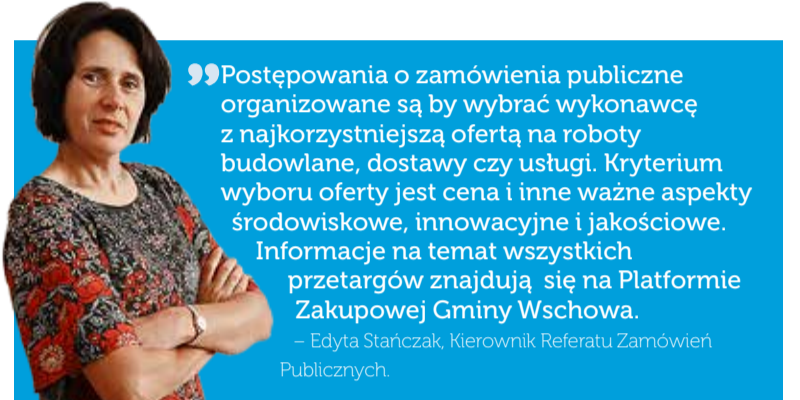 ”Postępowania o zamówienia publiczne
organizowane są by wybrać wykonawcę
z najkorzystniejszą ofertą na roboty
budowlane, dostawy czy usługi. Kryterium
wyboru oferty jest cena i inne ważne aspekty
środowiskowe, innowacyjne i jakościowe.
Informacje na temat wszystkich
przetargów znajdują się na Platformie
Zakupowej Gminy Wschowa.
– Edyta Stańczak, Kierownik Referatu Zamówień
Publicznych.